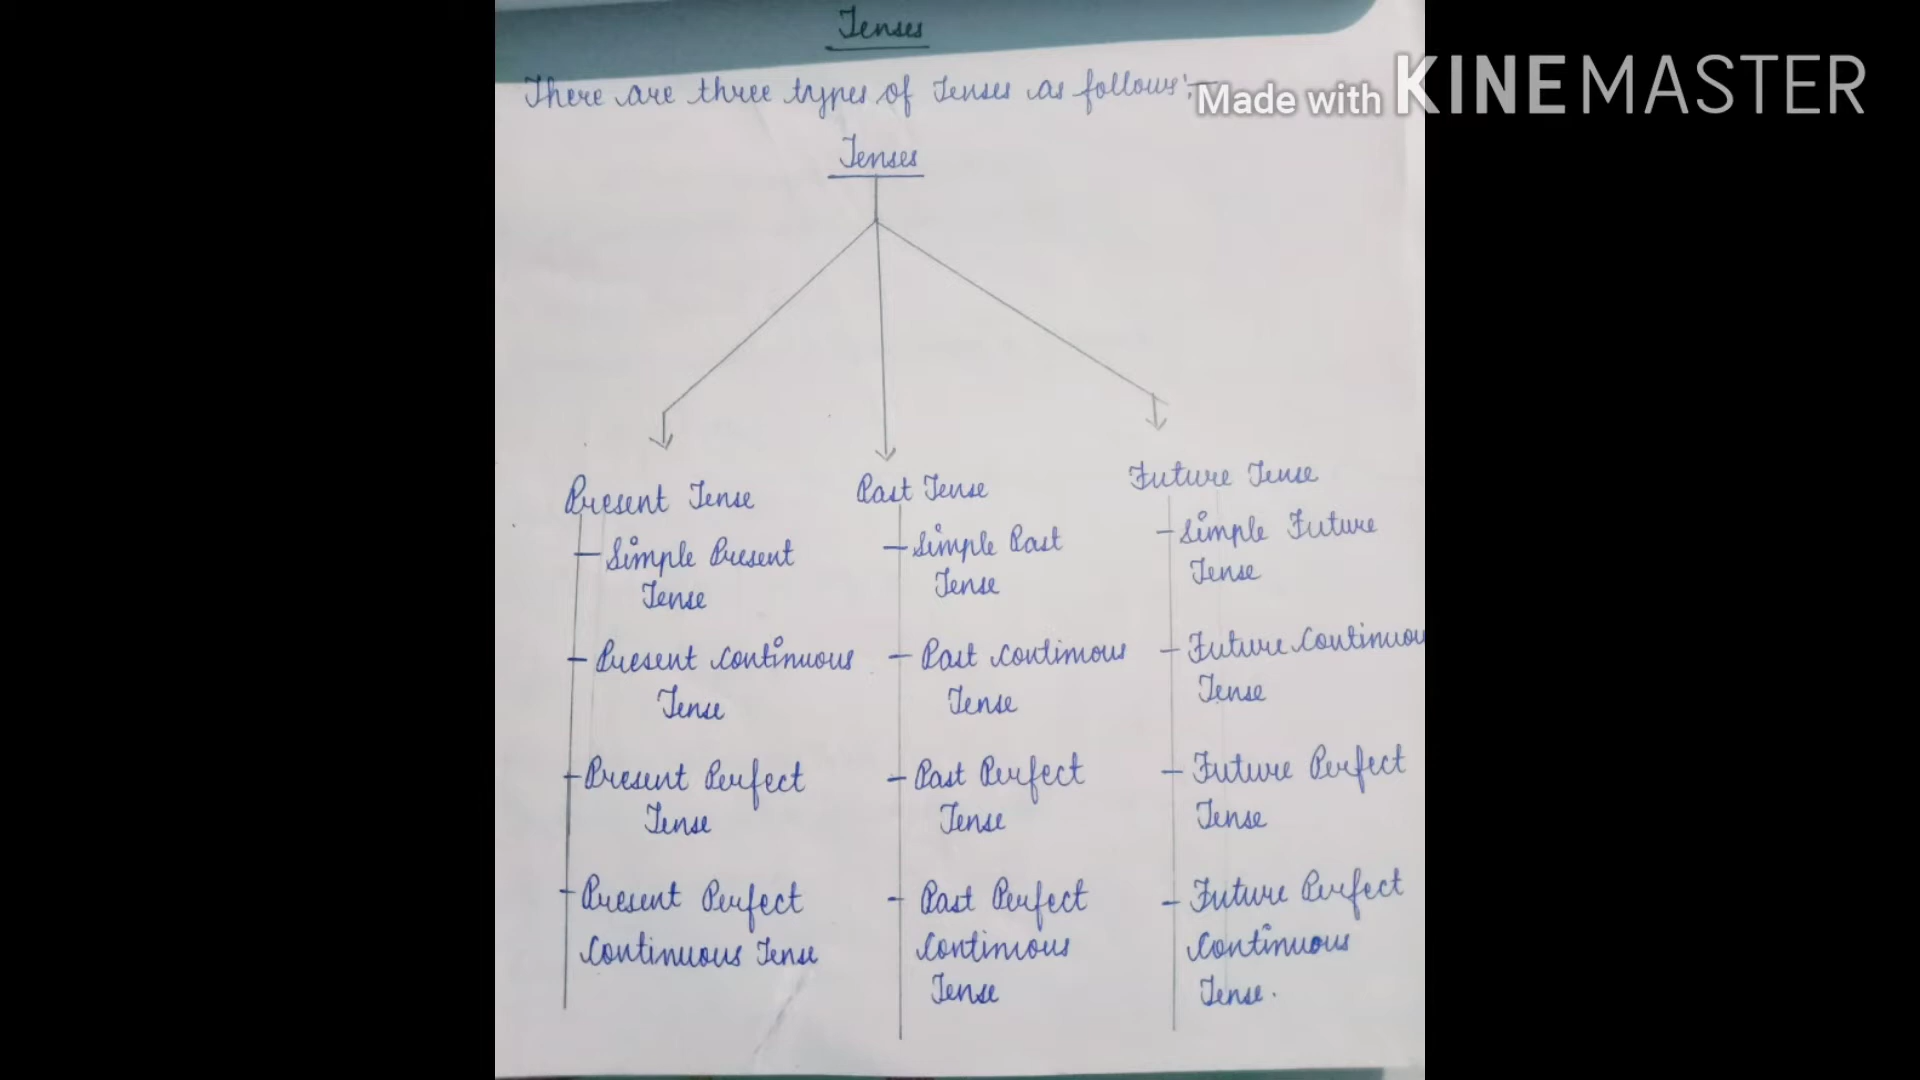 Tenses
There are three types of Tenses as follows:-
Made with KINEMASTER
Tenses
Present Tense
Simple Present
Tense
Present Continuous
Tense
Present Perfect
Tense
Present Perfect
Continuous Tense
Past Tense
Simple Past
Tense
Past Contimous
Tense
Past Perfect
Tense
Past Perfect
Contimous
Tense
Future Tense
Simple Future
Tense
Future Continuou
Tense
Future Perfect
Tense
Future Perfect
Continuous
Tense.